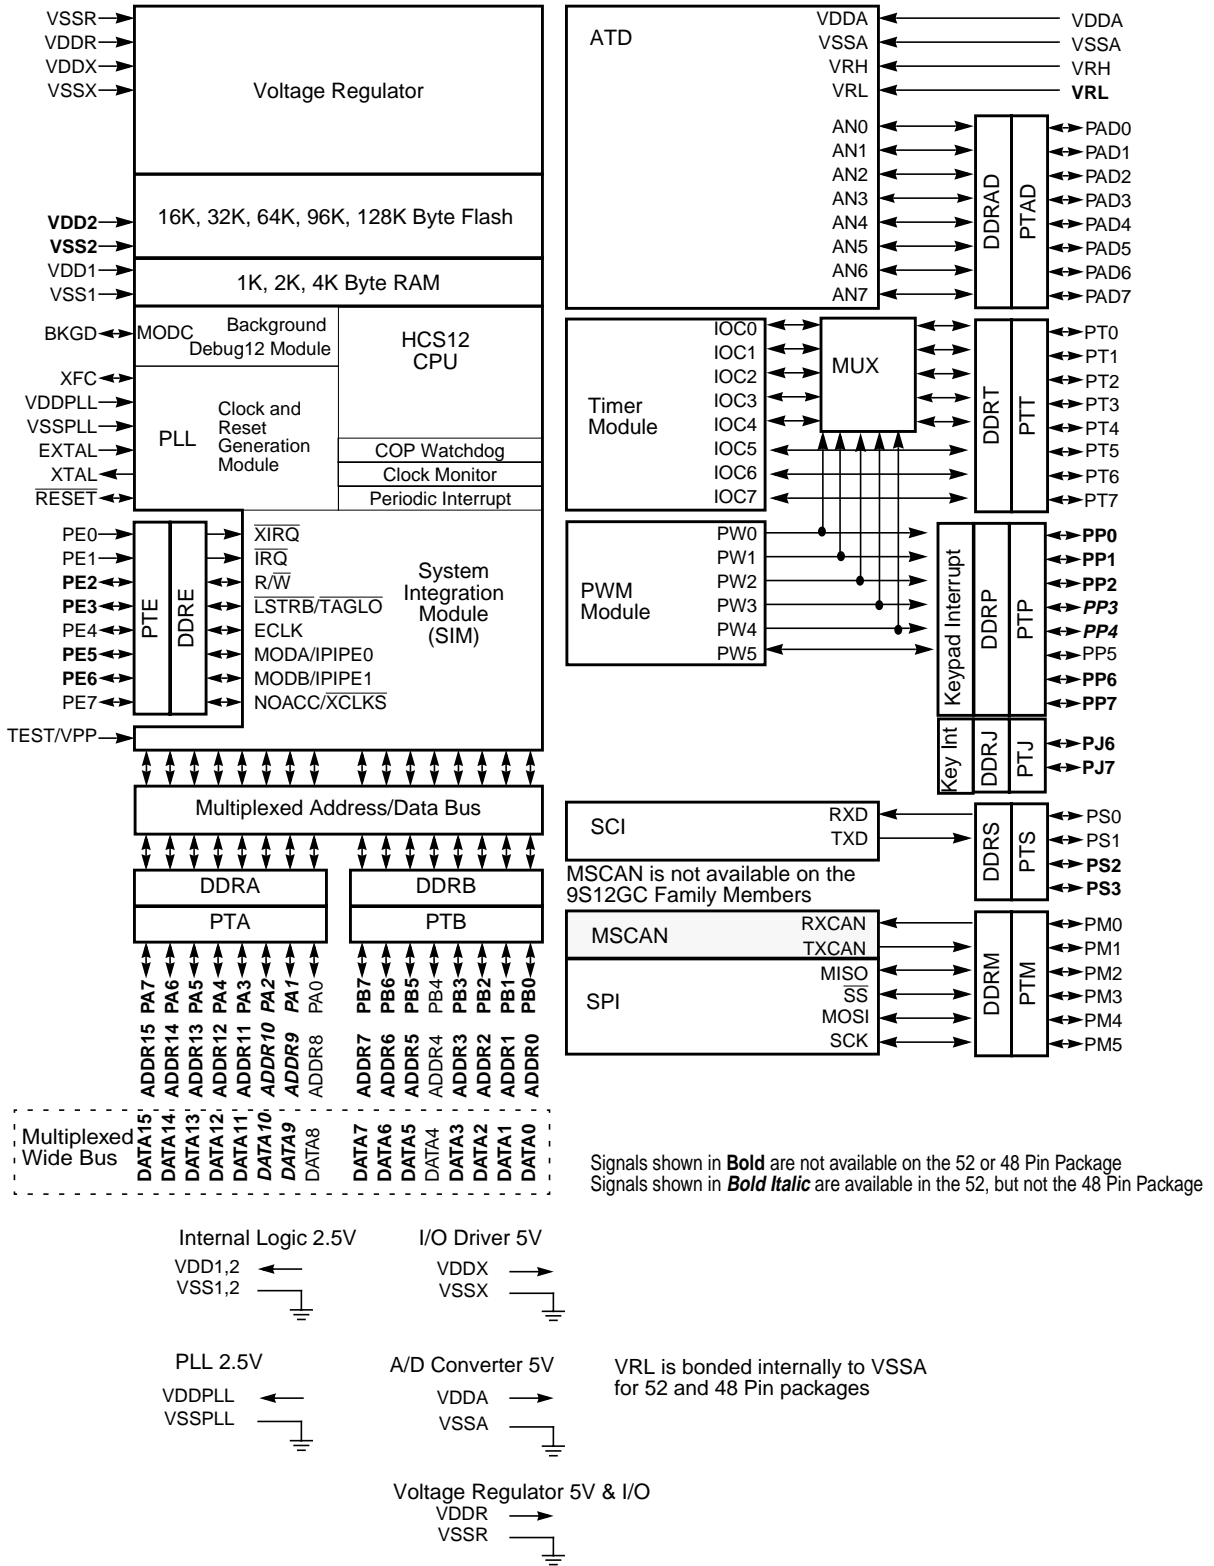 VSSR
VDDR
VDDX
VSSX
Voltage Regulator
VDD2
VSS2
VDD1
VSS1
16K, 32K, 64K, 96K, 128K Byte Flash
1K, 2K, 4K Byte RAM
BKGD
MODC
Background
Debug12 Module
HCS12
CPU
XFC
VDDPLL
VSSPLL
EXTAL
XTAL
RESET
PLL
Clock and
Reset
Generation
Module
COP Watchdog
Clock Monitor
Periodic Interrupt
PE0
PE1
PE2
PE3
PE4
PE5
PE6
PE7
PTE
DDRE
XIRQ
IRQ
R/W
LSTRB/TAGLO
ECLK
MODA/IPIPE0
MODB/IPIPE1
NOACC/XCLKS
System
Integration
Module
(SIM)
TEST/VPP
Multiplexed Address/Data Bus
DDRA
DDRB
PTA
PTB
PA7
PA6
PA5
PA4
PA3
PA2
PA1
PA0
PB7
PB6
PB5
PB4
PB3
PB2
PB1
PB0
ADDR15
ADDR14
ADDR13
ADDR12
ADDR11
ADDR10
ADDR9
ADDR8
ADDR7
ADDR6
ADDR5
ADDR4
ADDR3
ADDR2
ADDR1
ADDR0
Multiplexed
Wide Bus
DATA15
DATA14
DATA13
DATA12
DATA11
DATA10
DATA9
DATA8
DATA7
DATA6
DATA5
DATA4
DATA3
DATA2
DATA1
DATA0
ATD
VDDA
VSSA
VRH
VRL
VDDA
VSSA
VRH
VRL
AN0
AN1
AN2
AN3
AN4
AN5
AN6
AN7
DDRAD
PTAD
PAD0
PAD1
PAD2
PAD3
PAD4
PAD5
PAD6
PAD7
Timer
Module
IOC0
IOC1
IOC2
IOC3
IOC4
IOC5
IOC6
IOC7
MUX
DDRT
PTT
PT0
PT1
PT2
PT3
PT4
PT5
PT6
PT7
PWM
Module
PW0
PW1
PW2
PW3
PW4
PW5
Keypad Interrupt
DDRP
PTP
PP0
PP1
PP2
PP3
PP4
PP5
PP6
PP7
Key Int
DDRJ
PTJ
PJ6
PJ7
SCI
RXD
TXD
DDRS
PTS
PS0
PS1
PS2
PS3
MSCAN is not available on the
9S12GC Family Members
MSCAN
RXCAN
TXCAN
SPI
MISO
SS
MOSI
SCK
DDRM
PTM
PM0
PM1
PM2
PM3
PM4
PM5
Signals shown in Bold are not available on the 52 or 48 Pin Package
Signals shown in Bold Italic are available in the 52, but not the 48 Pin Package
Internal Logic 2.5V
VDD1,2
VSS1,2
I/O Driver 5V
VDDX
VSSX
PLL 2.5V
VDDPLL
VSSPLL
A/D Converter 5V
VDDA
VSSA
VRL is bonded internally to VSSA
for 52 and 48 Pin packages
Voltage Regulator 5V & I/O
VDDR
VSSR